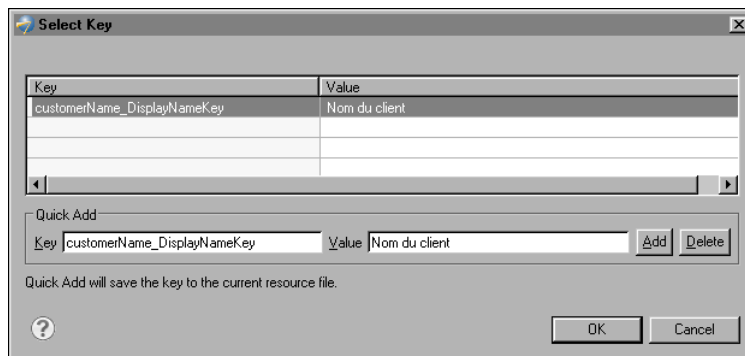 Select Key
Key Value
customerName_DisplayNameKey Nom du client
Quick Add
Key customerName_DisplayNameKey Value Nom du client Add Delete
Quick Add will save the key to the current resource file.
? OK Cancel